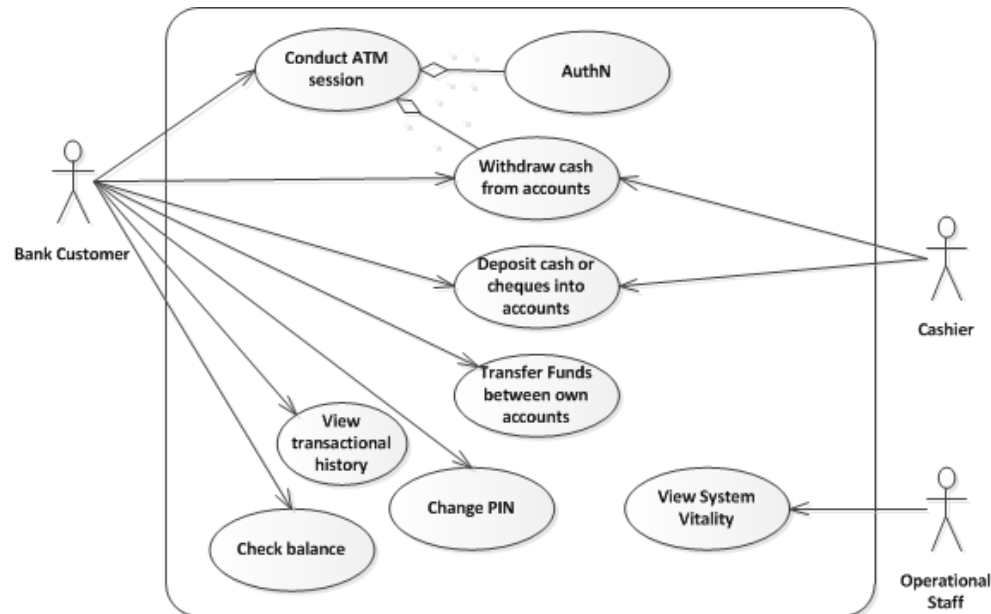 Conduct ATM
session
AuthN
Withdraw cash
from accounts
Bank Customer
Deposit cash or
cheques into
accounts
Cashier
Transfer Funds
between own
accounts
View
transactional
history
Change PIN
View System
Vitality
Check balance
Operational
Staff